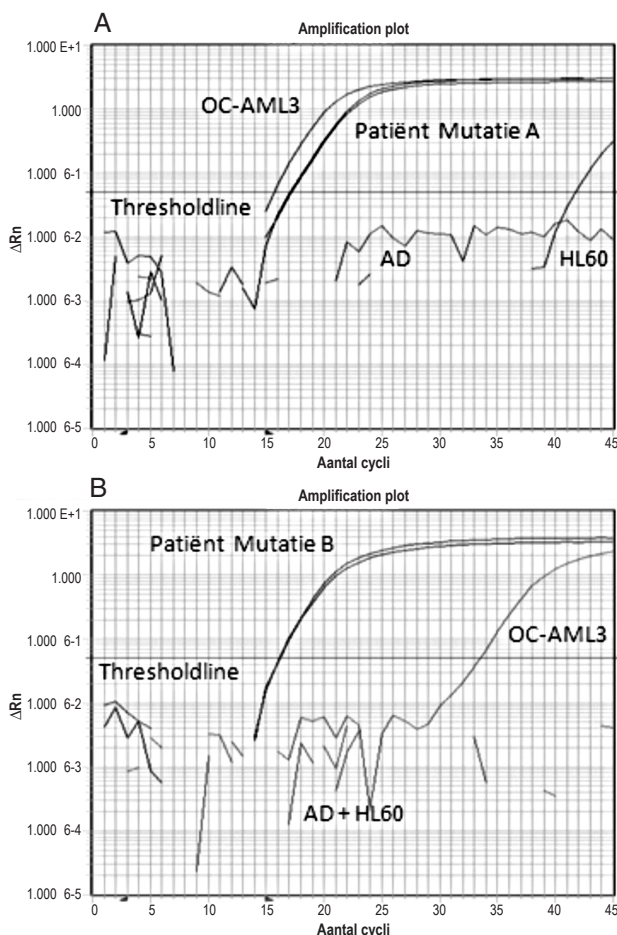 A
Amplification plot
1.000 E+1
OC-AML3
1.000
Patiënt Mutatie A
1.000 6-1
Thresholdline
ΔRn
1.000 6-2
AD
HL60
1.000 6-3
1.000 6-4
1.000 6-5
0 5 10 15 20 25 30 35 40 45
Aantal cycli
B
Amplification plot
1.000 E+1
Patiënt Mutatie B
1.000
OC-AML3
1.000 6-1
Thresholdline
ΔRn
1.000 6-2
1.000 6-3
AD + HL60
1.000 6-4
1.000 6-5
0 5 10 15 20 25 30 35 40 45
Aantal cycli